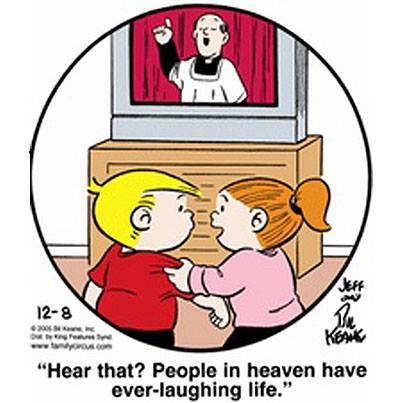 12-8
© 2005 Bil Keane, Inc.
Dist. by King Features Synd.
www.familycircus.com
JEFF
and
BIL
KEANE
"Hear that? People in heaven have
ever-laughing life."